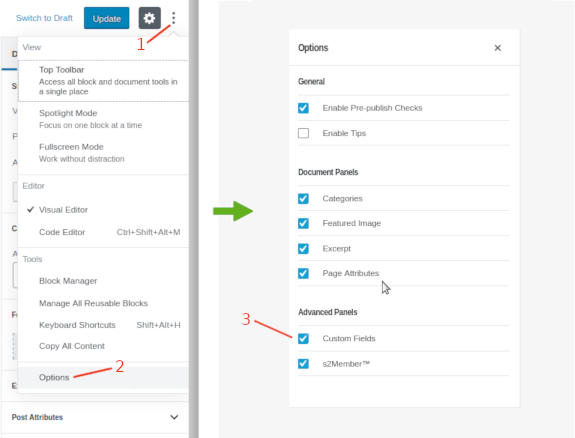 Switch to Draft
Update
1
View
Top Toolbar
Access all block and document tools in
a single place
Spotlight Mode
Focus on one block at a time
Fullscreen Mode
Work without distraction
Editor
Visual Editor
Code Editor Ctrl+Shift+Alt+M
Tools
Block Manager
Manage All Reusable Blocks
Keyboard Shortcuts Shift+Alt+H
Copy All Content
2
Options
Post Attributes
Options
General
Enable Pre-publish Checks
Enable Tips
Document Panels
Categories
Featured Image
Excerpt
Page Attributes
Advanced Panels
3
Custom Fields
s2Member™